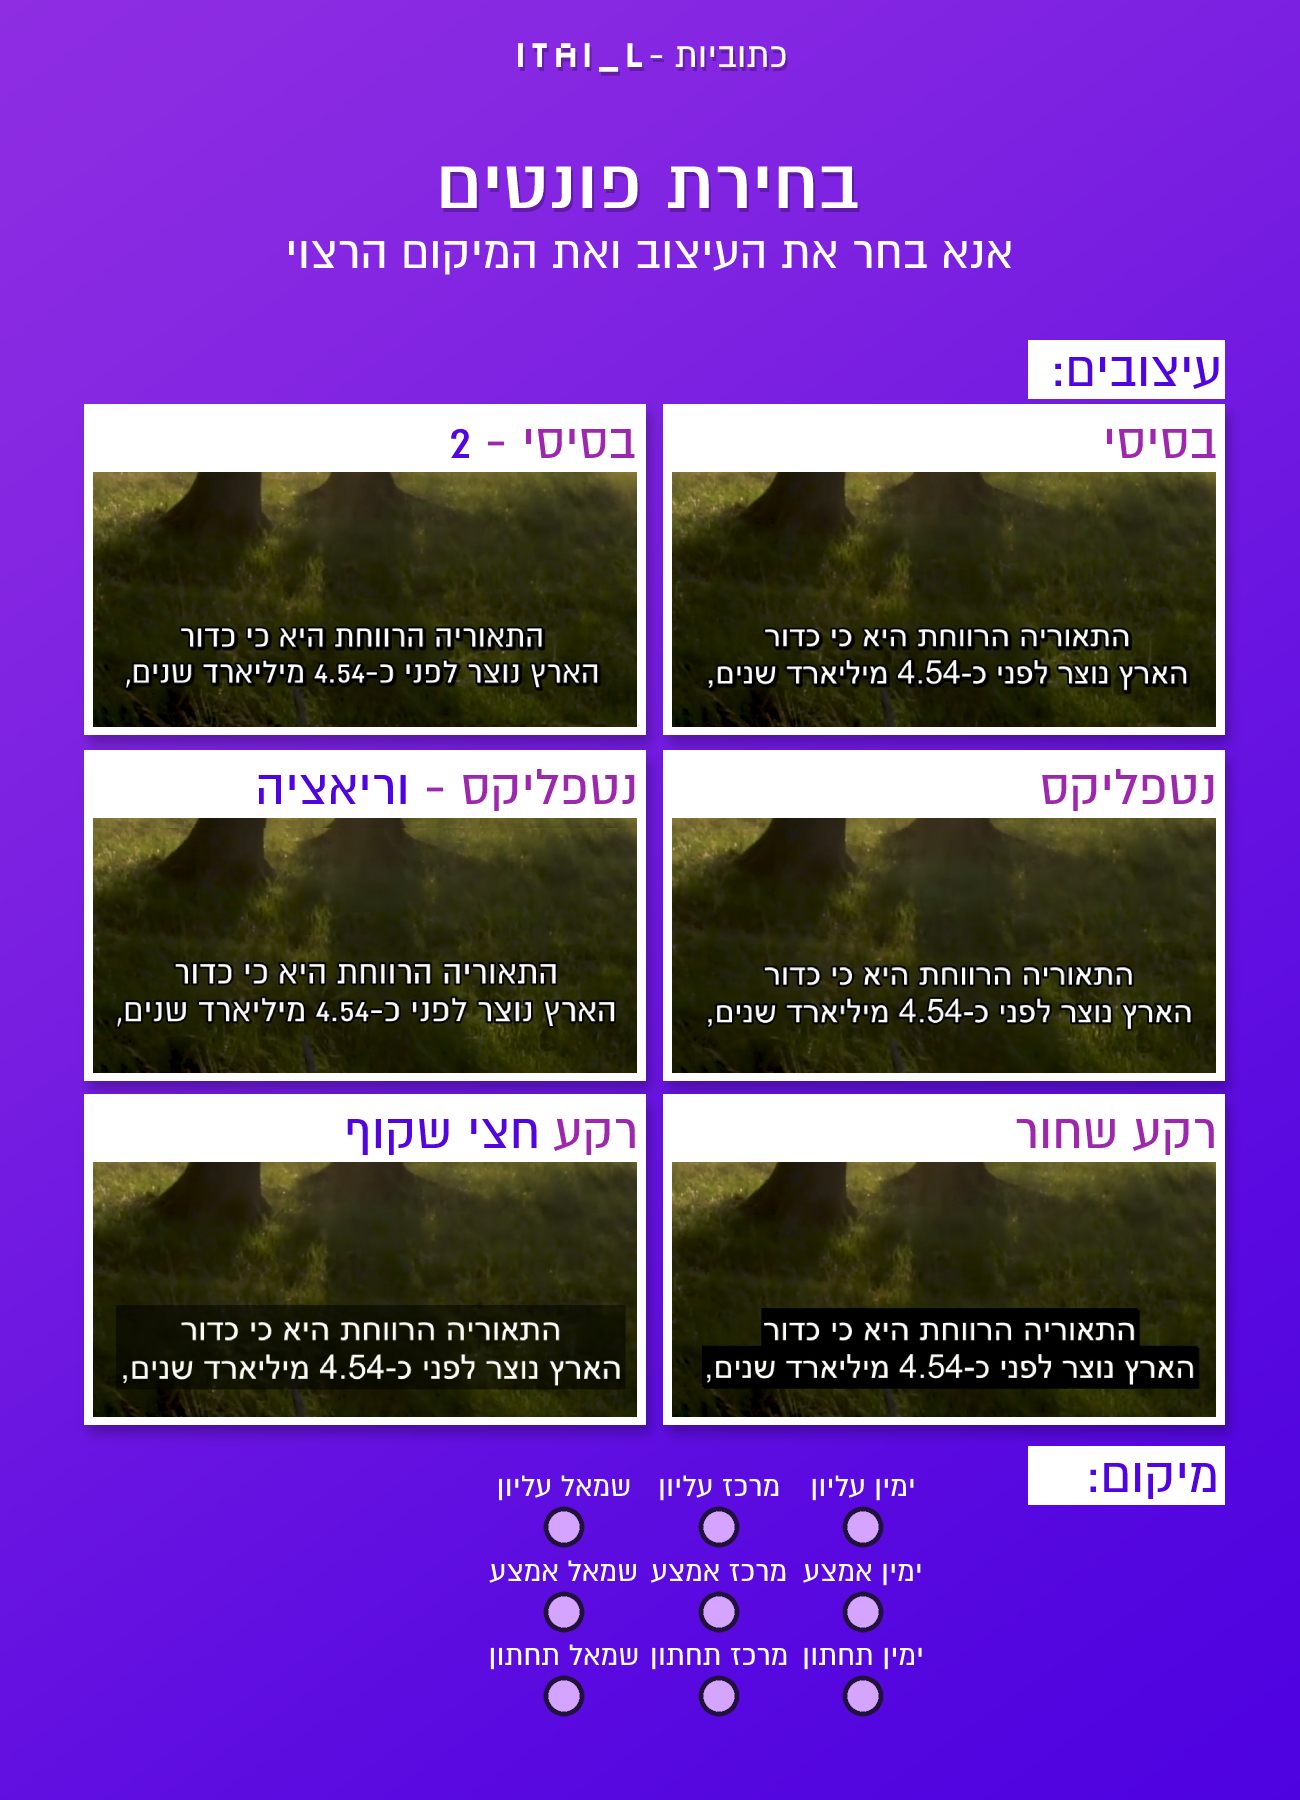 כתוביות - ITAI_L
בחירת פונטים
אנא בחר את העיצוב ואת המיקום הרצוי
עיצובים:
בסיסי
התאוריה הרווחת היא כי כדור
הארץ נוצר לפני כ-4.54 מיליארד שנים,
בסיסי - 2
התאוריה הרווחת היא כי כדור
הארץ נוצר לפני כ-4.54 מיליארד שנים,
נטפליקס
התאוריה הרווחת היא כי כדור
הארץ נוצר לפני כ-4.54 מיליארד שנים,
נטפליקס - וריאציה
התאוריה הרווחת היא כי כדור
הארץ נוצר לפני כ-4.54 מיליארד שנים,
רקע שחור
התאוריה הרווחת היא כי כדור
הארץ נוצר לפני כ-4.54 מיליארד שנים,
רקע חצי שקוף
התאוריה הרווחת היא כי כדור
הארץ נוצר לפני כ-4.54 מיליארד שנים,
מיקום:
ימין עליון מרכז עליון שמאל עליון
ימין אמצע מרכז אמצע שמאל אמצע
ימין תחתון מרכז תחתון שמאל תחתון